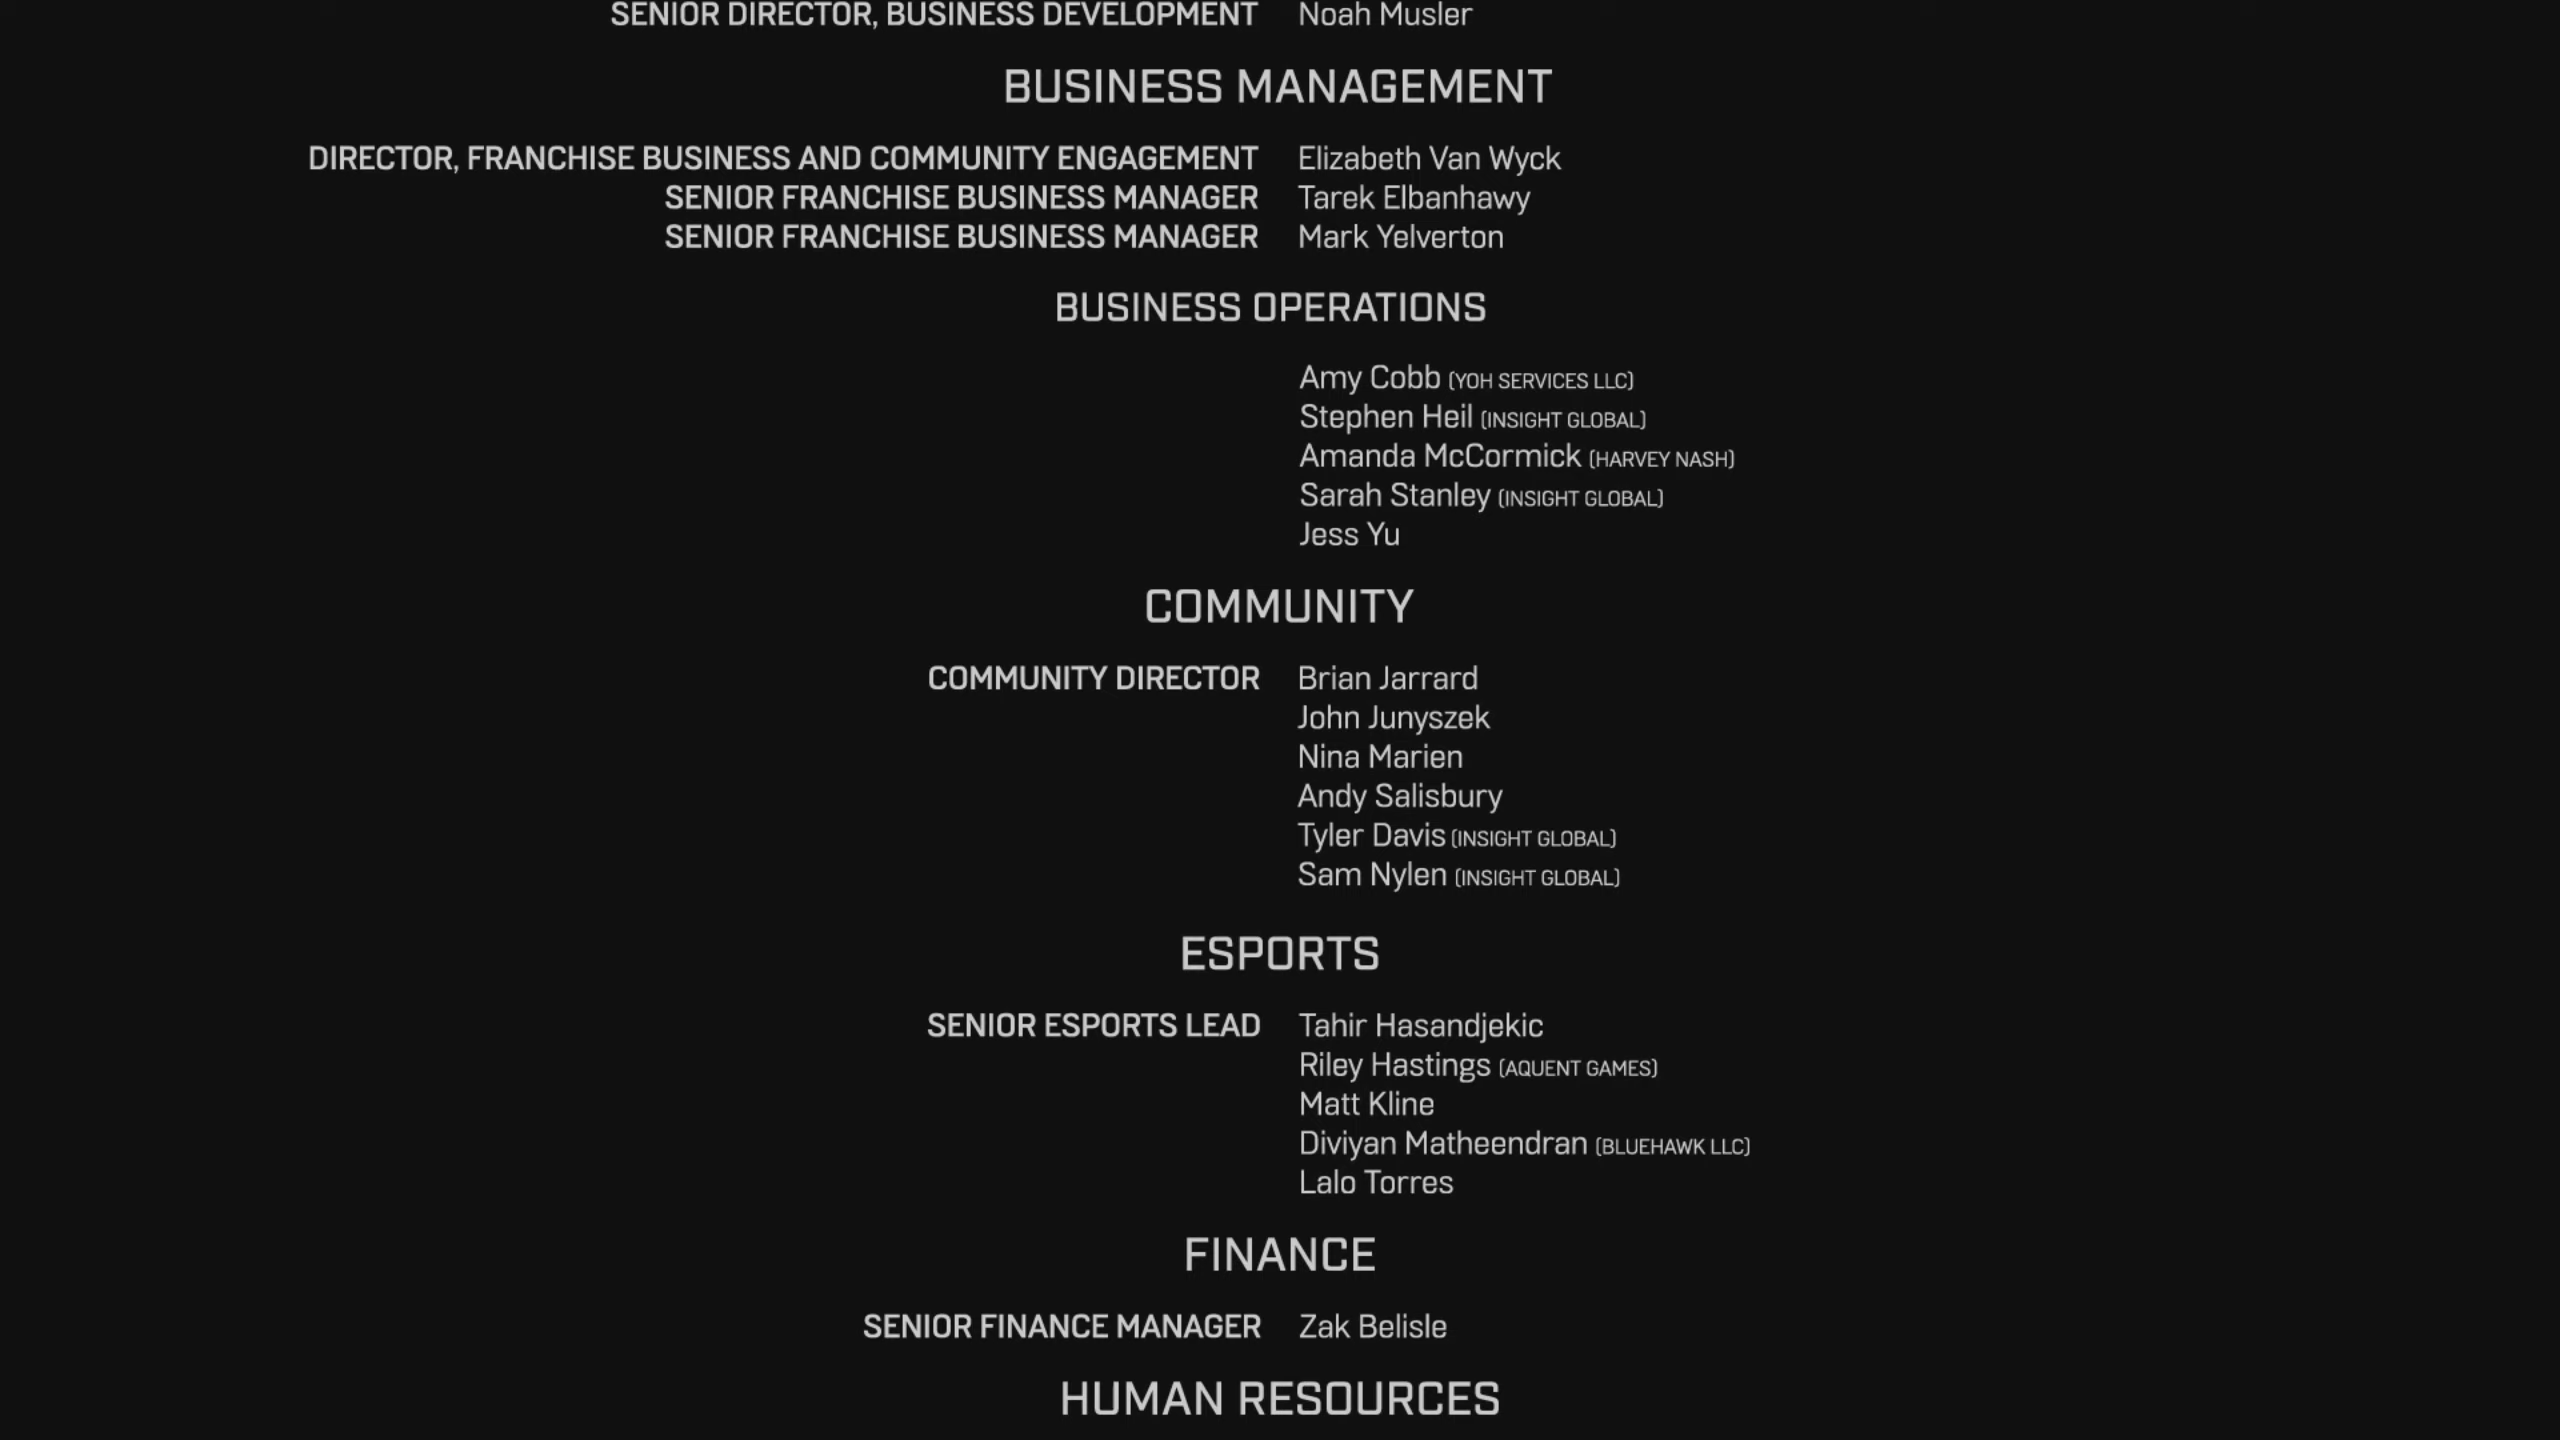 SENIOR DIRECTOR, BUSINESS DEVELOPMENT Noah Musler
BUSINESS MANAGEMENT
DIRECTOR, FRANCHISE BUSINESS AND COMMUNITY ENGAGEMENT Elizabeth Van Wyck
SENIOR FRANCHISE BUSINESS MANAGER Tarek Elbanhawy
SENIOR FRANCHISE BUSINESS MANAGER Mark Yelverton
BUSINESS OPERATIONS
Amy Cobb (YOH SERVICES LLC)
Stephen Heil (INSIGHT GLOBAL)
Amanda McCormick (HARVEY NASH)
Sarah Stanley (INSIGHT GLOBAL)
Jess Yu
COMMUNITY
COMMUNITY DIRECTOR Brian Jarrard
John Junyszek
Nina Marien
Andy Salisbury
Tyler Davis (INSIGHT GLOBAL)
Sam Nylen (INSIGHT GLOBAL)
ESPORTS
SENIOR ESPORTS LEAD Tahir Hasandjekic
Riley Hastings (AQUENT GAMES)
Matt Kline
Diviyan Matheendran (BLUEHAWK LLC)
Lalo Torres
FINANCE
SENIOR FINANCE MANAGER Zak Belisle
HUMAN RESOURCES